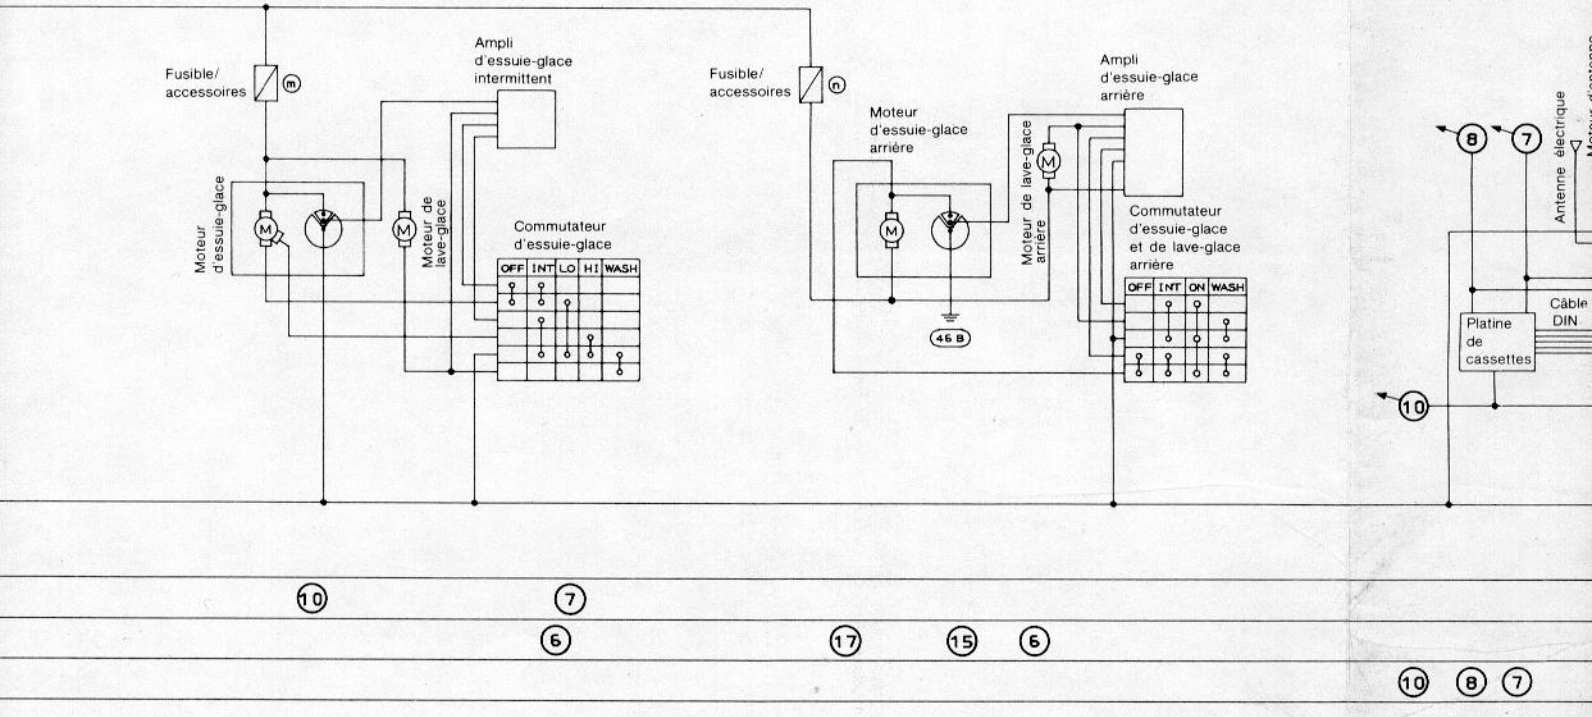 Fusible/
accessoires
m
Ampli
d'essuie-glace
intermittent
Moteur
d'essuie-glace
M
M
Moteur de
lave-glace
Commutateur
d'essuie-glace
OFF INT LO HI WASH
Fusible/
accessoires
n
Moteur
d'essuie-glace
arrière
M
46 B
Moteur de lave-glace
arrière
M
Ampli
d'essuie-glace
arrière
Commutateur
d'essuie-glace
et de lave-glace
arrière
OFF INT ON WASH
8
7
Antenne électrique
Câble
DIN
Platine
de
cassettes
10
10
7
6
17
15
6
10
8
7